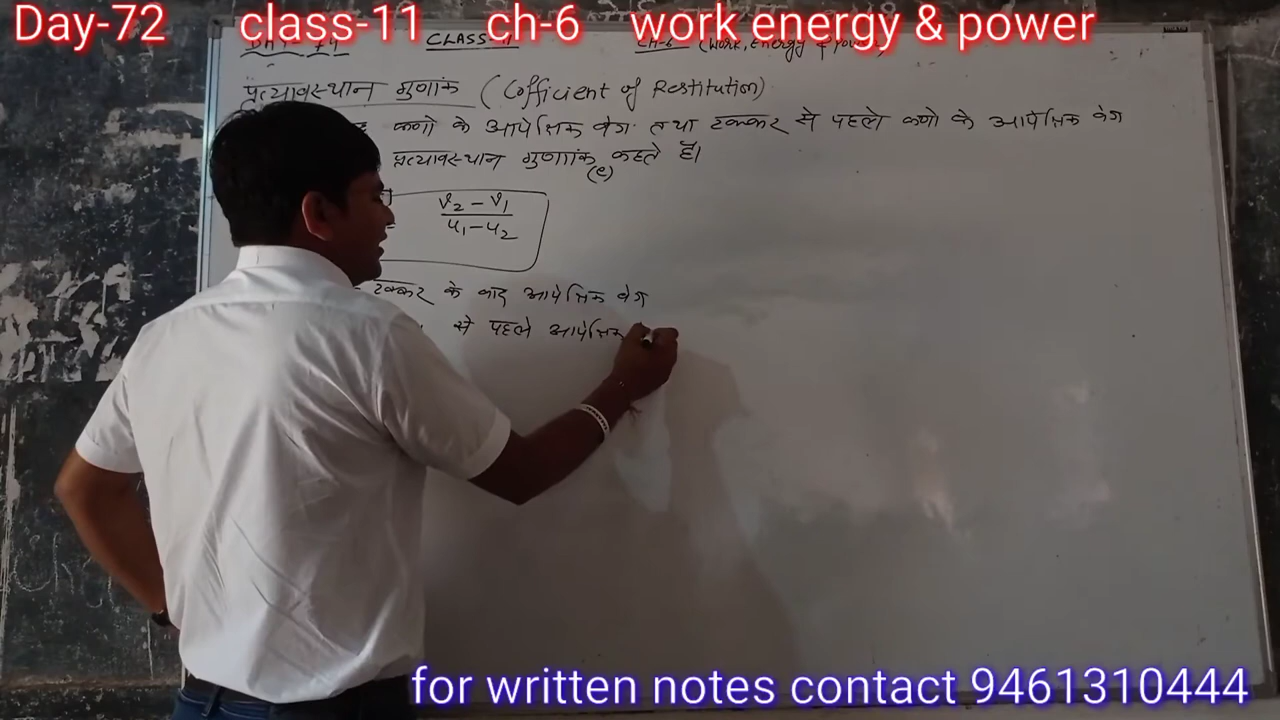 Day-72 class-11 ch-6 work energy & power
CLASS-11 CH-6 (Work, Energy & Power)
प्रत्यावस्थान गुणांक (Cofficient of Restitution)
कणो के आपेक्षिक वेग तथा टक्कर से पहले कणो के आपेक्षिक वेग
प्रत्यावस्थान गुणांक कहते है।
(e)
v2 - v1
u1 - u2
टक्कर के बाद आपेक्षिक वेग
से पहले आपेक्षिक
for written notes contact 9461310444